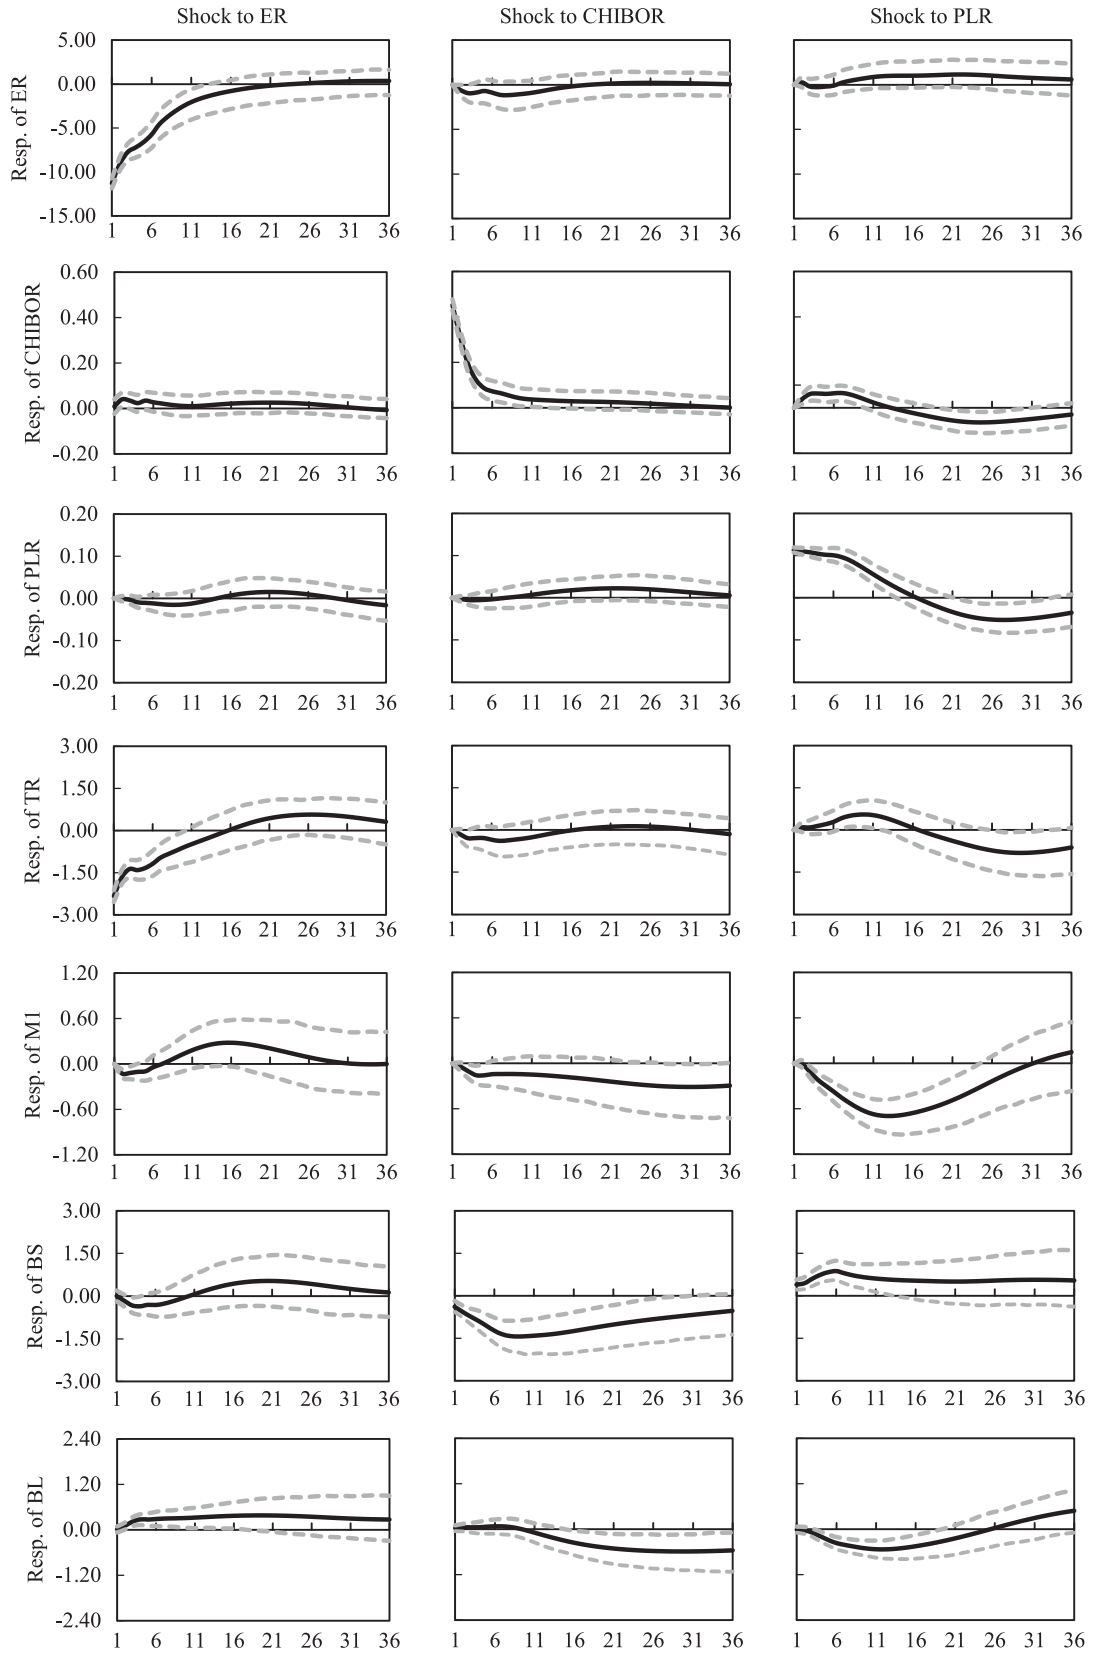 Shock to ER Shock to CHIBOR Shock to PLR
Resp. of ER
5.00
0.00
-5.00
-10.00
-15.00
1 6 11 16 21 26 31 36 1 6 11 16 21 26 31 36 1 6 11 16 21 26 31 36
Resp. of CHIBOR
0.60
0.40
0.20
0.00
-0.20
1 6 11 16 21 26 31 36 1 6 11 16 21 26 31 36 1 6 11 16 21 26 31 36
Resp. of PLR
0.20
0.10
0.00
-0.10
-0.20
1 6 11 16 21 26 31 36 1 6 11 16 21 26 31 36 1 6 11 16 21 26 31 36
Resp. of TR
3.00
1.50
0.00
-1.50
-3.00
1 6 11 16 21 26 31 36 1 6 11 16 21 26 31 36 1 6 11 16 21 26 31 36
Resp. of M1
1.20
0.60
0.00
-0.60
-1.20
1 6 11 16 21 26 31 36 1 6 11 16 21 26 31 36 1 6 11 16 21 26 31 36
Resp. of BS
3.00
1.50
0.00
-1.50
-3.00
1 6 11 16 21 26 31 36 1 6 11 16 21 26 31 36 1 6 11 16 21 26 31 36
Resp. of BL
2.40
1.20
0.00
-1.20
-2.40
1 6 11 16 21 26 31 36 1 6 11 16 21 26 31 36 1 6 11 16 21 26 31 36